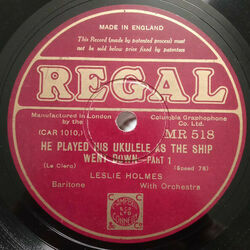 MADE IN ENGLAND
This Record (made by patented process) must
not be sold below price fixed by patentees
REGAL
Manufactured in London by the
Columbia Graphophone Co. Ltd.
(CAR 1010.)
MR 518
HE PLAYED HIS UKULELE AS THE SHIP
WENT DOWN—PART 1
(Le Clero)
(Speed 78)
LESLIE HOLMES
Baritone
With Orchestra